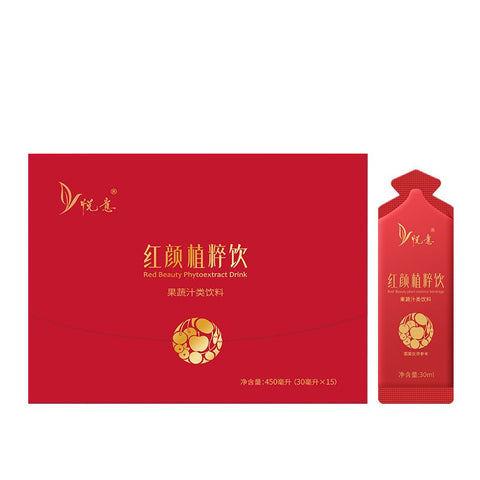 悦意®
红颜植粹饮
Red Beauty Phytoextract Drink
果蔬汁类饮料
净含量:450毫升 (30毫升×15)
悦意®
红颜植粹饮
果蔬汁类饮料
净含量:30ml